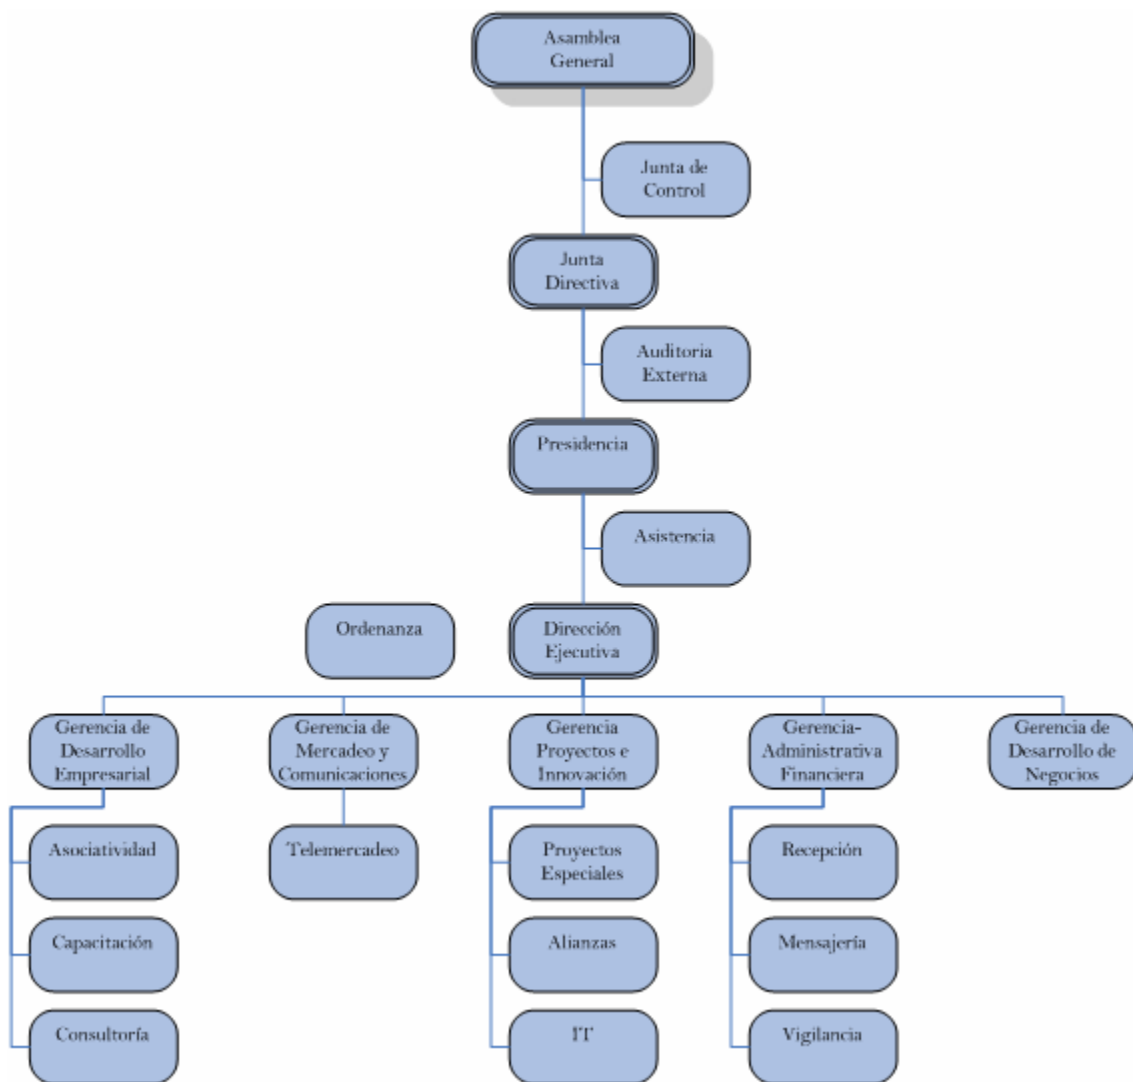 Asamblea
General
Junta de
Control
Junta
Directiva
Auditoria
Externa
Presidencia
Asistencia
Ordenanza
Dirección
Ejecutiva
Gerencia de
Desarrollo
Empresarial
Gerencia de
Mercadeo y
Comunicaciones
Gerencia
Proyectos e
Innovación
Gerencia-
Administrativa
Financiera
Gerencia de
Desarrollo de
Negocios
Asociatividad
Telemercadeo
Proyectos
Especiales
Recepción
Capacitación
Alianzas
Mensajería
Consultoría
IT
Vigilancia